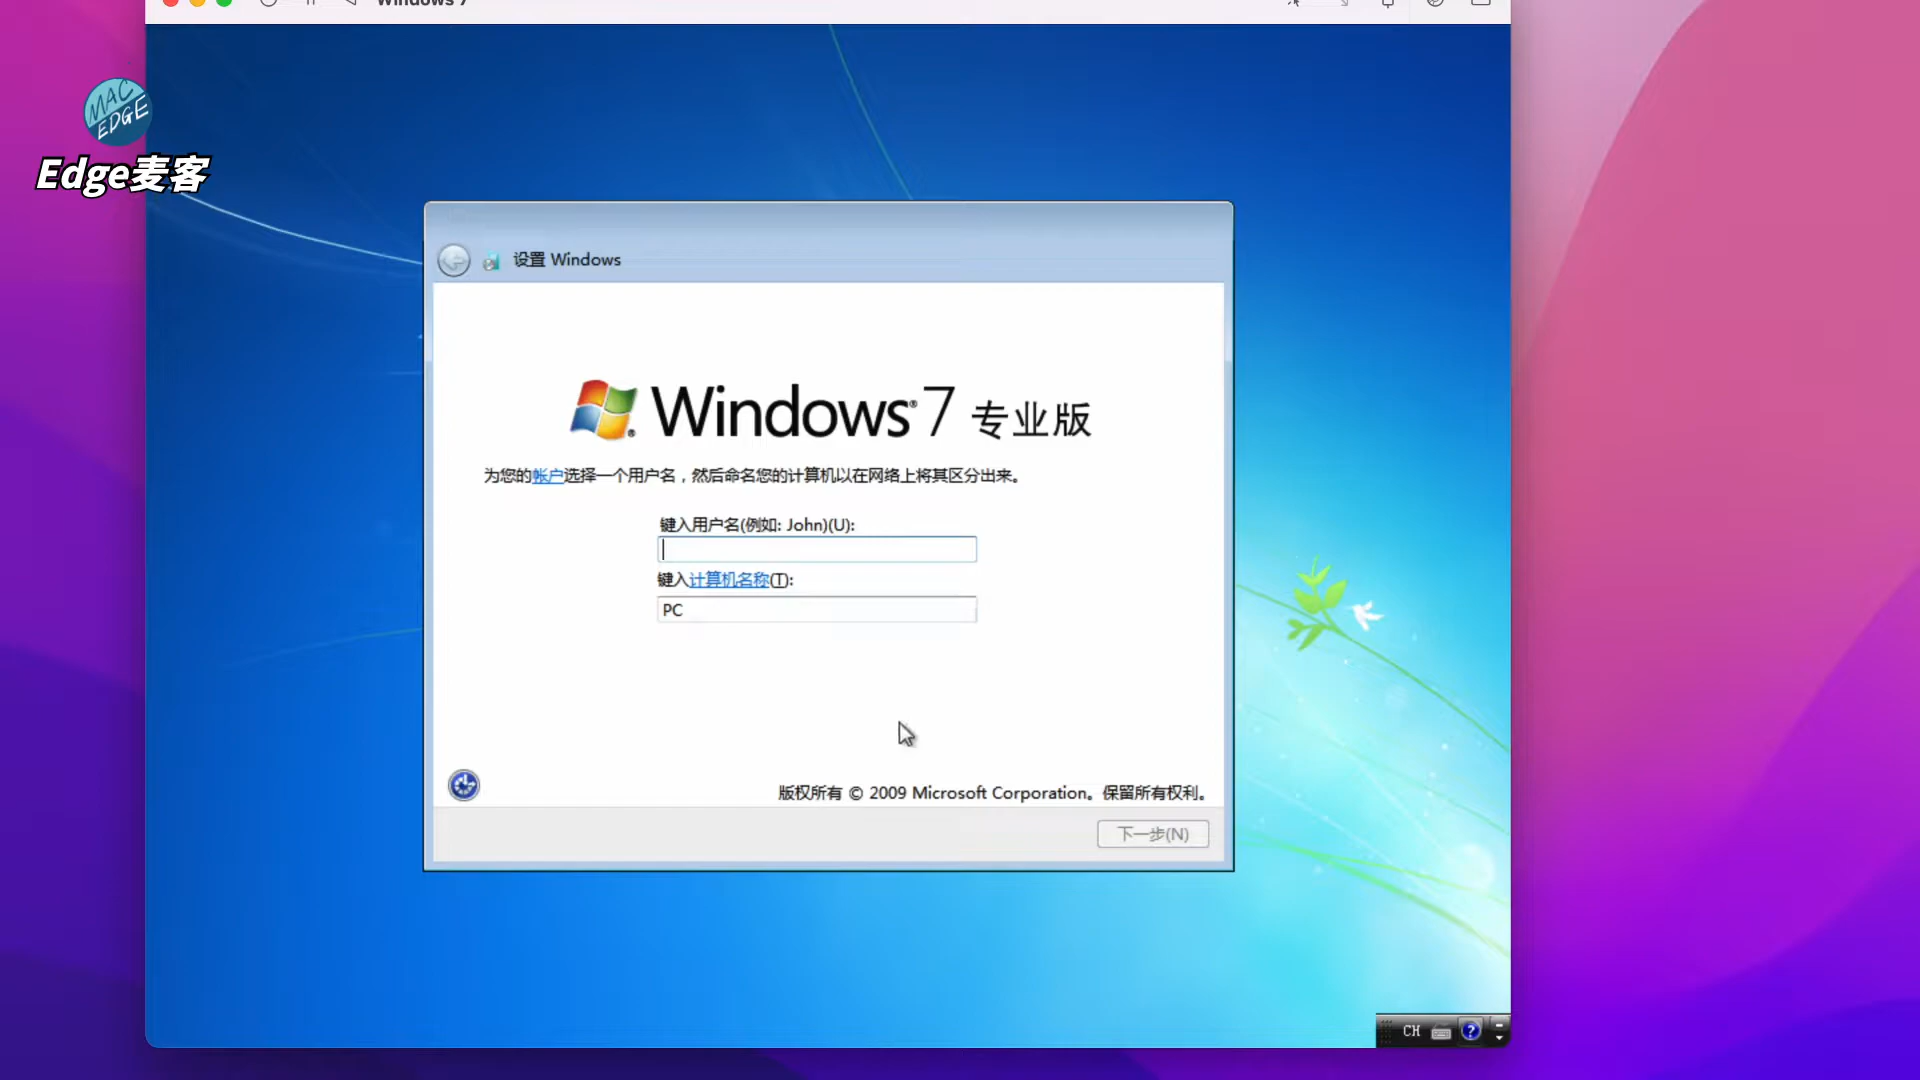 Windows 7
MAC
EDGE
Edge麦客
设置 Windows
Windows® 7 专业版
为您的帐户选择一个用户名，然后命名您的计算机以在网络上将其区分出来。
键入用户名(例如: John)(U):
键入计算机名称(T):
PC
版权所有 © 2009 Microsoft Corporation。保留所有权利。
下一步(N)
CH